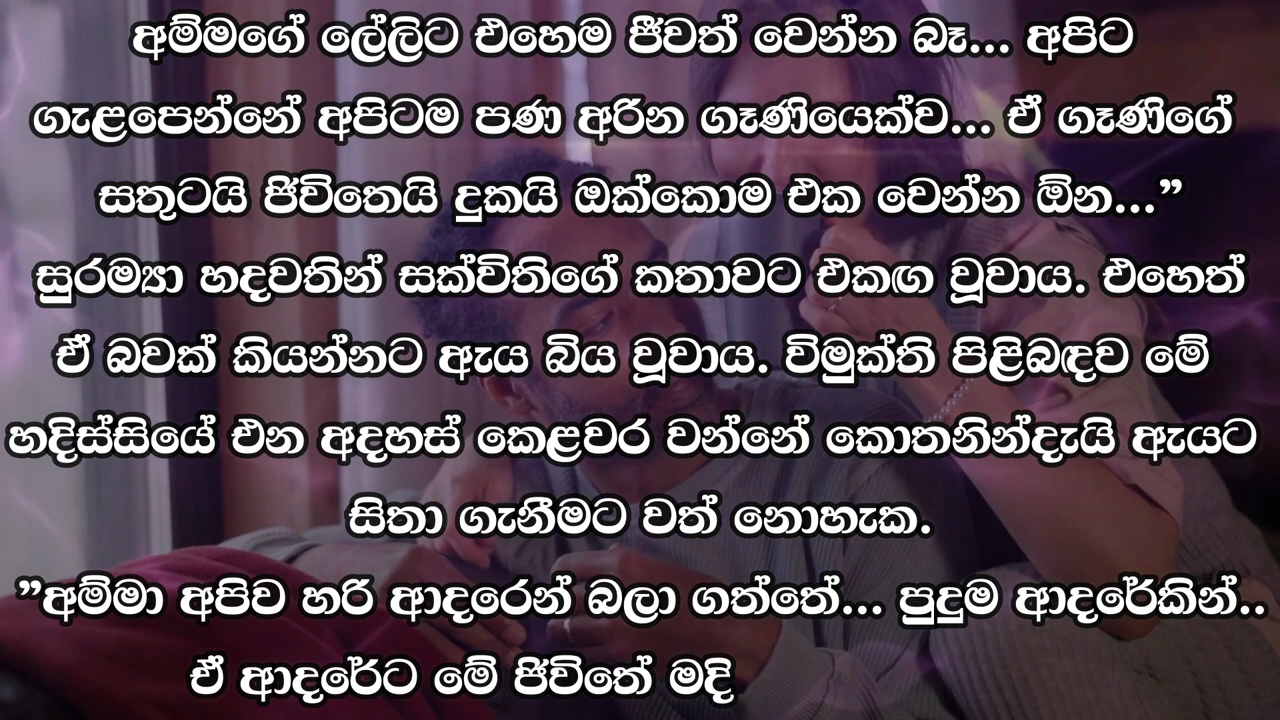 අම්මගේ ලේලිට එහෙම ජීවත් වෙන්න බෑ... අපිට
ගැළපෙන්නේ අපිටම පණ අරින ගෑණියෙක්ව... ඒ ගෑණිගේ
සතුටයි ජිවිතෙයි දුකයි ඔක්කොම එක වෙන්න ඕන...”
සුරම්‍යා හදවතින් සක්විතිගේ කතාවට එකඟ වූවාය. එහෙත්
ඒ බවක් කියන්නට ඇය බිය වූවාය. විමුක්ති පිළිබඳව මේ
හදිස්සියේ එන අදහස් කෙළවර වන්නේ කොතනින්දැයි ඇයට
සිතා ගැනීමට වත් නොහැක.
”අම්මා අපිව හරි ආදරෙන් බලා ගත්තේ... පුදුම ආදරේකින්..
ඒ ආදරේට මේ ජිවිතේ මදි